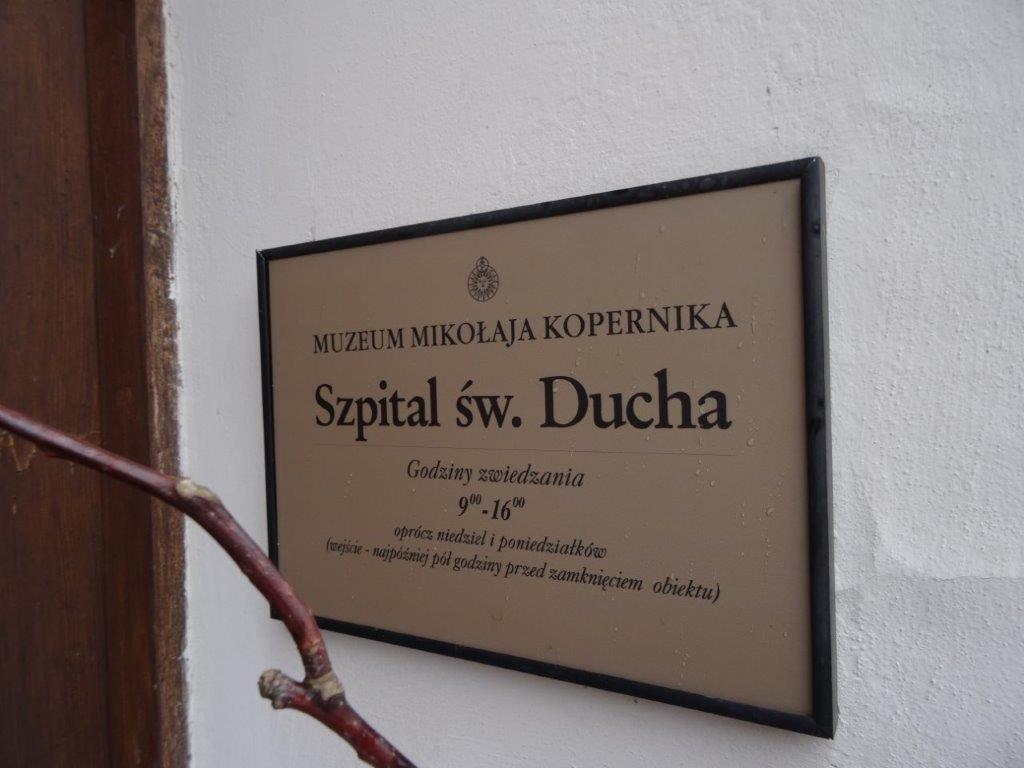 MUZEUM MIKOŁAJA KOPERNIKA
Szpital św. Ducha
Godziny zwiedzania
9⁰⁰-16⁰⁰
oprócz niedziel i poniedziałków
(wejście - najpóźniej pół godziny przed zamknięciem obiektu)